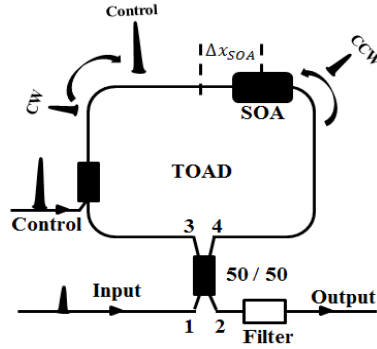 Control
Δx_SOA
CW
CCW
SOA
TOAD
Control
3 4
50 / 50
Input
Output
1 2
Filter